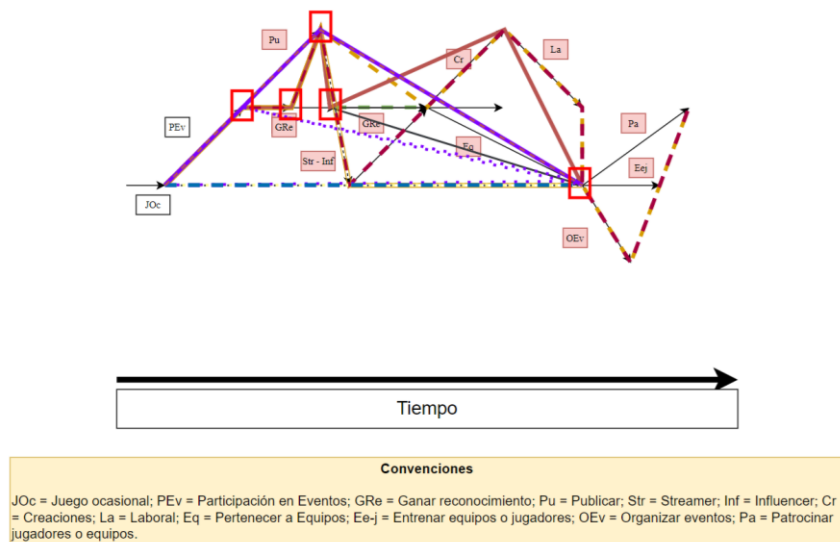 Pu
La
Cr
Pa
PEv
GRe
GRe
Eq
Str - Inf
Eej
JOc
OEv
Tiempo
Convenciones
JOc = Juego ocasional; PEv = Participación en Eventos; GRe = Ganar reconocimiento; Pu = Publicar; Str = Streamer; Inf = Influencer; Cr
= Creaciones; La = Laboral; Eq = Pertenecer a Equipos; Ee-j = Entrenar equipos o jugadores; OEv = Organizar eventos; Pa = Patrocinar
jugadores o equipos.